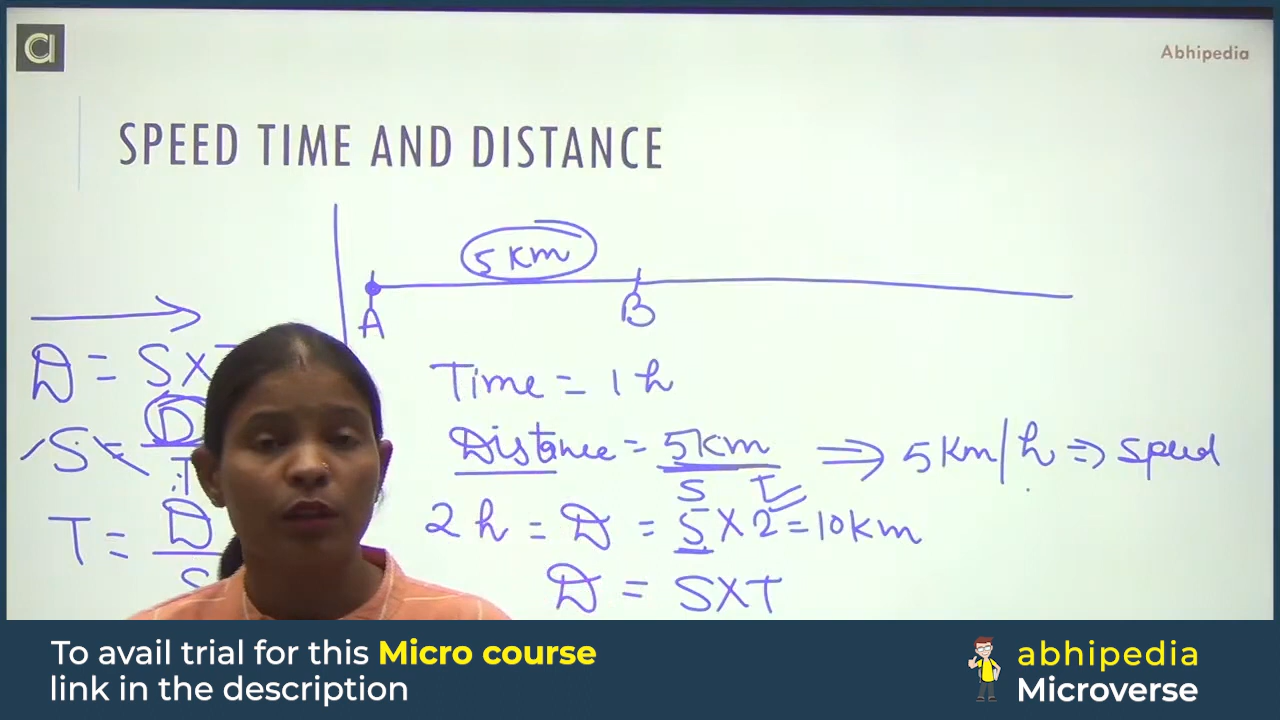 Abhipedia
SPEED TIME AND DISTANCE
5 Km
A
B
D = S X T
S = D
T
T = D
S
Time = 1 h
Distance = 5 Km ⇒ 5 Km/h ⇒ Speed
S T
2 h = D = 5 X 2 = 10 Km
D = S X T
To avail trial for this Micro course
link in the description
abhipedia
Microverse